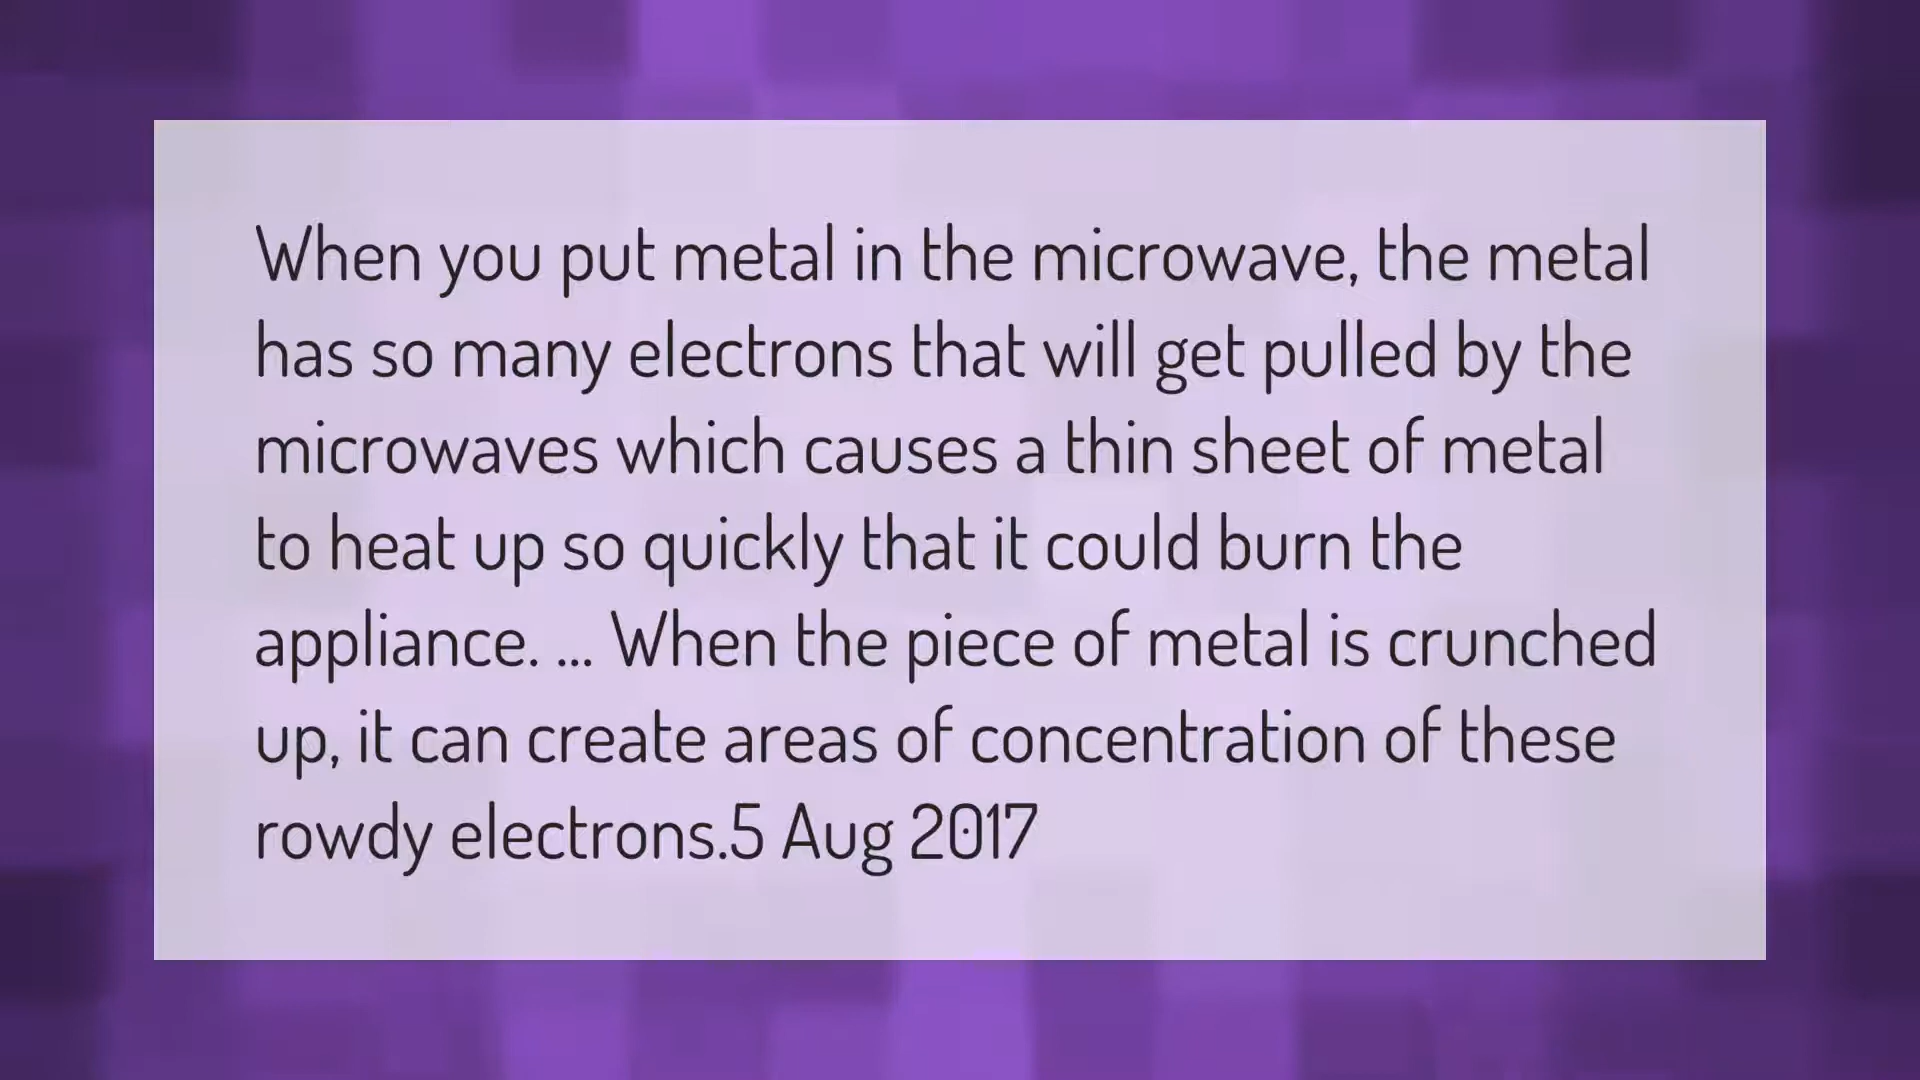 When you put metal in the microwave, the metal
has so many electrons that will get pulled by the
microwaves which causes a thin sheet of metal
to heat up so quickly that it could burn the
appliance. ... When the piece of metal is crunched
up, it can create areas of concentration of these
rowdy electrons.5 Aug 2017